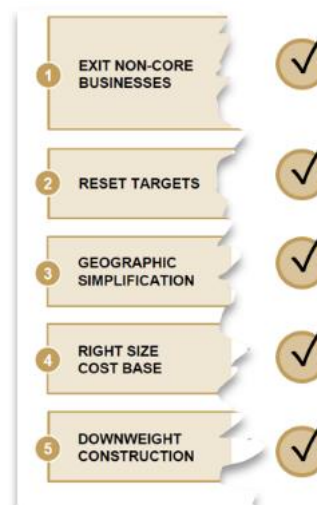 1 EXIT NON-CORE
BUSINESSES
2 RESET TARGETS
3 GEOGRAPHIC
SIMPLIFICATION
4 RIGHT SIZE
COST BASE
5 DOWNWEIGHT
CONSTRUCTION